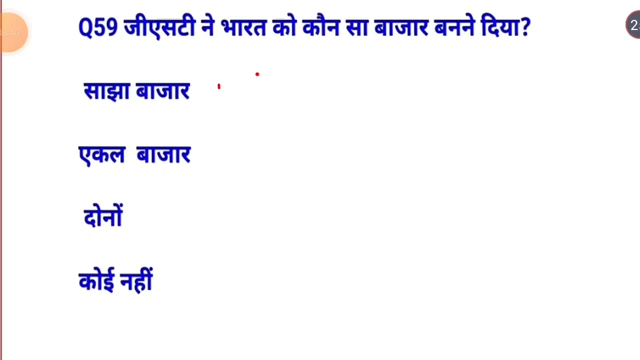 Q59 जीएसटी ने भारत को कौन सा बाजार बनने दिया?
साझा बाजार
एकल बाजार
दोनों
कोई नहीं